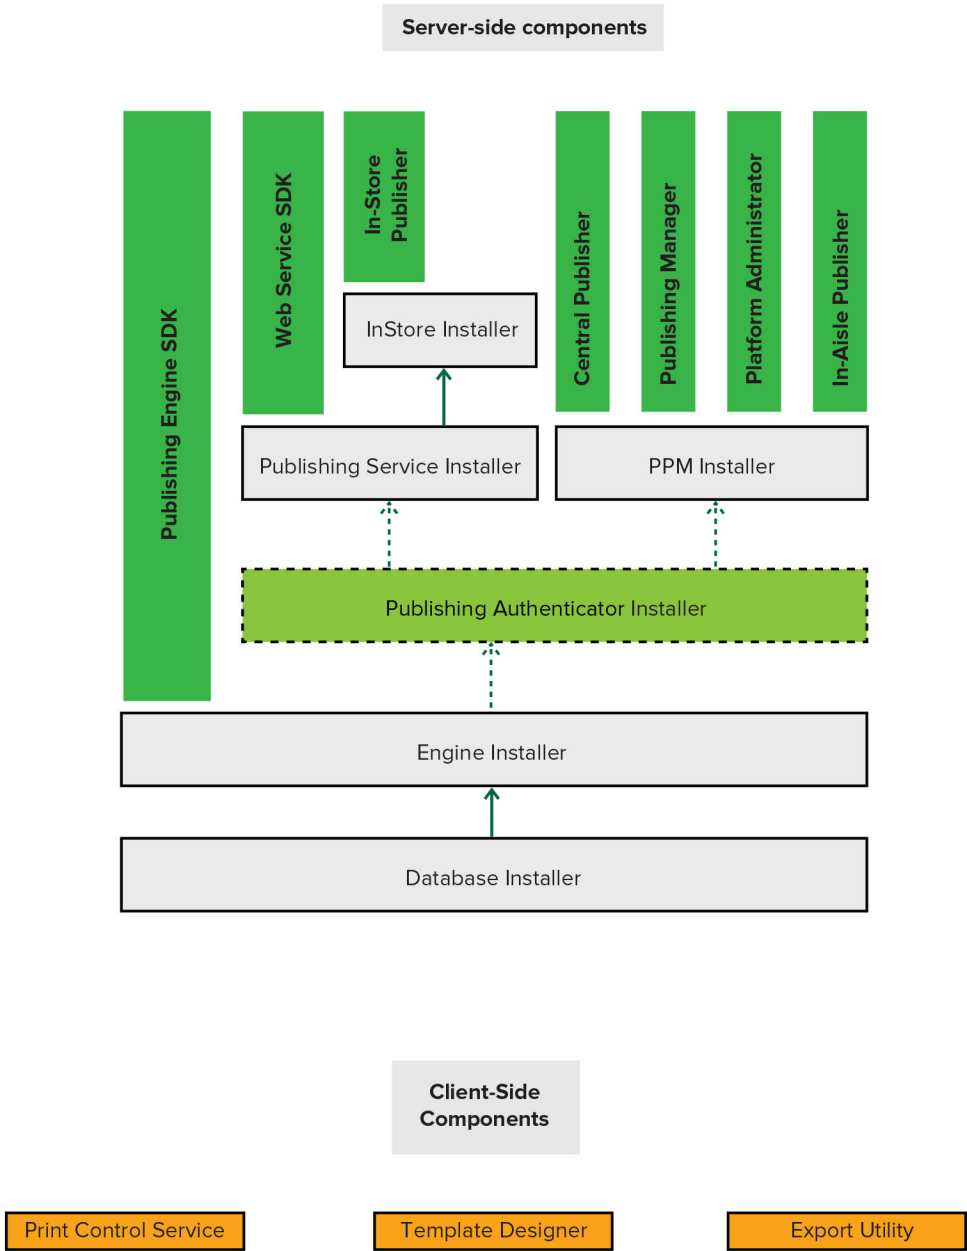 Server-side components
Publishing Engine SDK
Web Service SDK
In-Store
Publisher
Central Publisher
Publishing Manager
Platform Administrator
In-Aisle Publisher
InStore Installer
Publishing Service Installer
PPM Installer
Publishing Authenticator Installer
Engine Installer
Database Installer
Client-Side
Components
Print Control Service
Template Designer
Export Utility